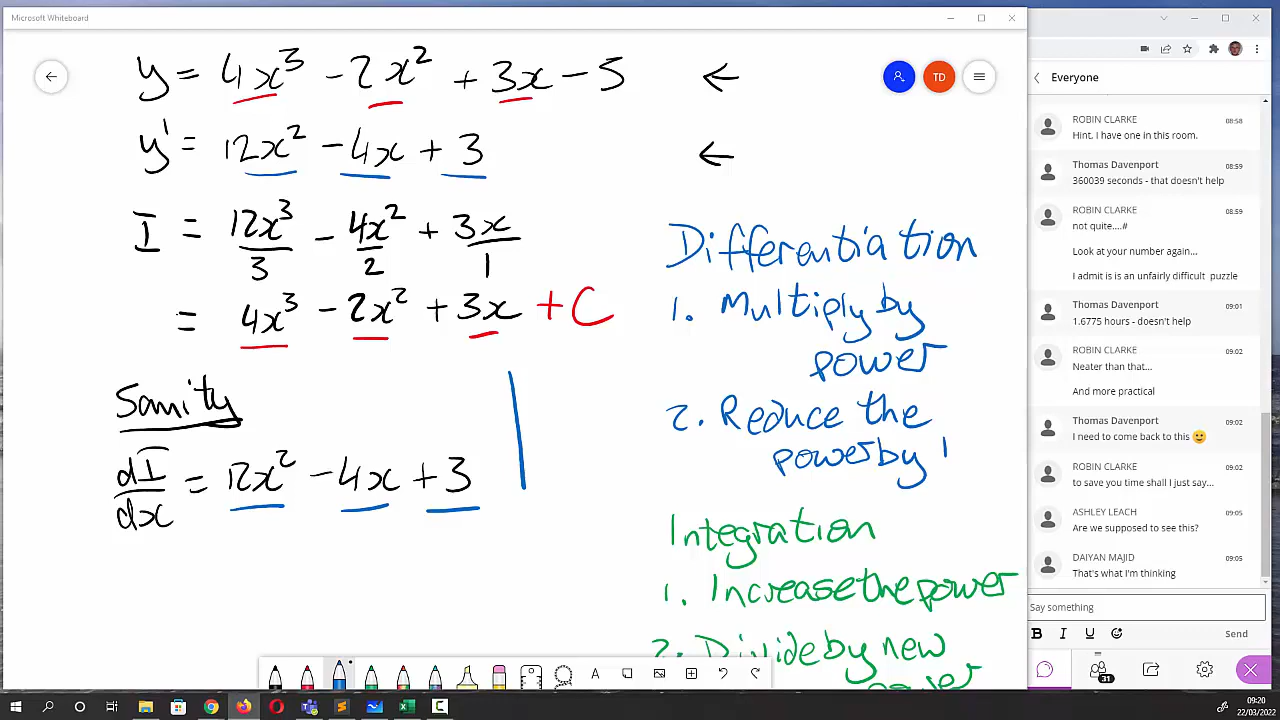 Microsoft Whiteboard
y = 4x³ - 2x² + 3x - 5 ←
y' = 12x² - 4x + 3 ←
I = 12x³/3 - 4x²/2 + 3x/1
= 4x³ - 2x² + 3x + C
Sanity
dI/dx = 12x² - 4x + 3
Differentiation
1. Multiply by
power
2. Reduce the
power by 1
Integration
1. Increase the power
2. Divide by new
power
TD
A
Everyone
ROBIN CLARKE 08:58
Hint. I have one in this room.
Thomas Davenport 08:59
360039 seconds - that doesn't help
ROBIN CLARKE 08:59
not quite....#
Look at your number again...
I admit is is an unfairly difficult puzzle
Thomas Davenport 09:01
1.6775 hours - doesn't help
ROBIN CLARKE 09:02
Neater than that...
And more practical
Thomas Davenport 09:02
I need to come back to this 🙂
ROBIN CLARKE 09:02
to save you time shall I just say...
ASHLEY LEACH 09:05
Are we supposed to see this?
DAIYAN MAJID 09:05
That's what I'm thinking
Say something
B I U Send
31
09:20
22/03/2022